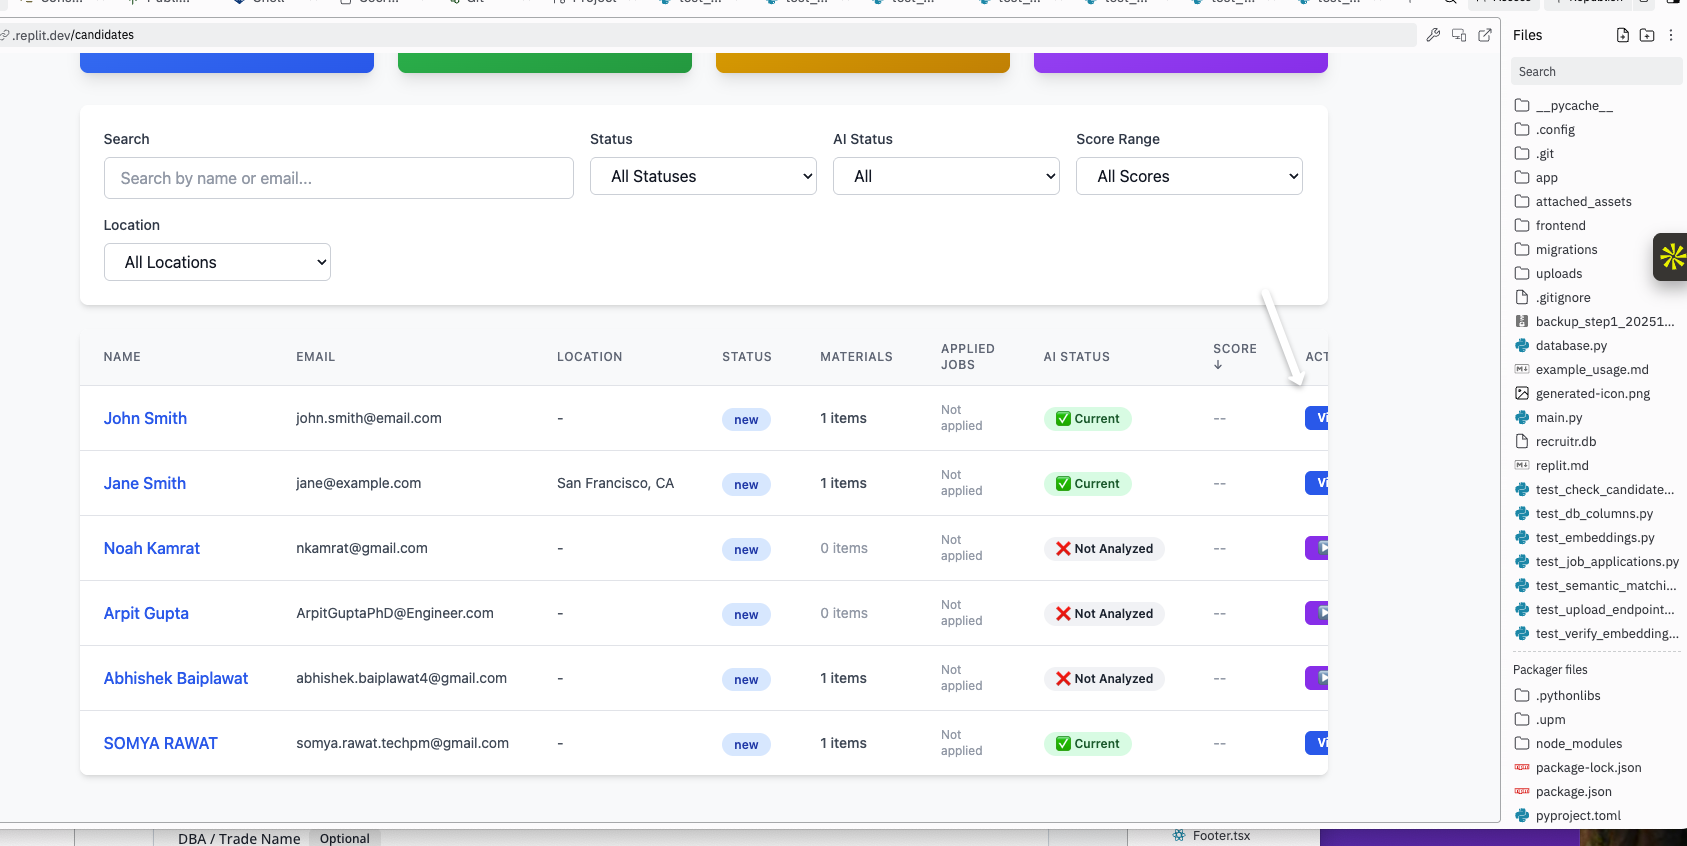 .replit.dev/candidates
Search
Status
AI Status
Score Range
Search by name or email...
All Statuses
All
All Scores
Location
All Locations
NAME
EMAIL
LOCATION
STATUS
MATERIALS
APPLIED JOBS
AI STATUS
SCORE ↓
ACT
John Smith
john.smith@email.com
-
new
1 items
Not applied
✅ Current
--
Vi
Jane Smith
jane@example.com
San Francisco, CA
new
1 items
Not applied
✅ Current
--
Vi
Noah Kamrat
nkamrat@gmail.com
-
new
0 items
Not applied
❌ Not Analyzed
--
Arpit Gupta
ArpitGuptaPhD@Engineer.com
-
new
0 items
Not applied
❌ Not Analyzed
--
Abhishek Baiplawat
abhishek.baiplawat4@gmail.com
-
new
1 items
Not applied
❌ Not Analyzed
--
SOMYA RAWAT
somya.rawat.techpm@gmail.com
-
new
1 items
Not applied
✅ Current
--
Vi
Files
Search
__pycache__
.config
.git
app
attached_assets
frontend
migrations
uploads
.gitignore
backup_step1_20251...
database.py
example_usage.md
generated-icon.png
main.py
recruitr.db
replit.md
test_check_candidate...
test_db_columns.py
test_embeddings.py
test_job_applications.py
test_semantic_matchi...
test_upload_endpoint...
test_verify_embedding...
Packager files
.pythonlibs
.upm
node_modules
package-lock.json
package.json
pyproject.toml
DBA / Trade Name
Optional
Footer.tsx